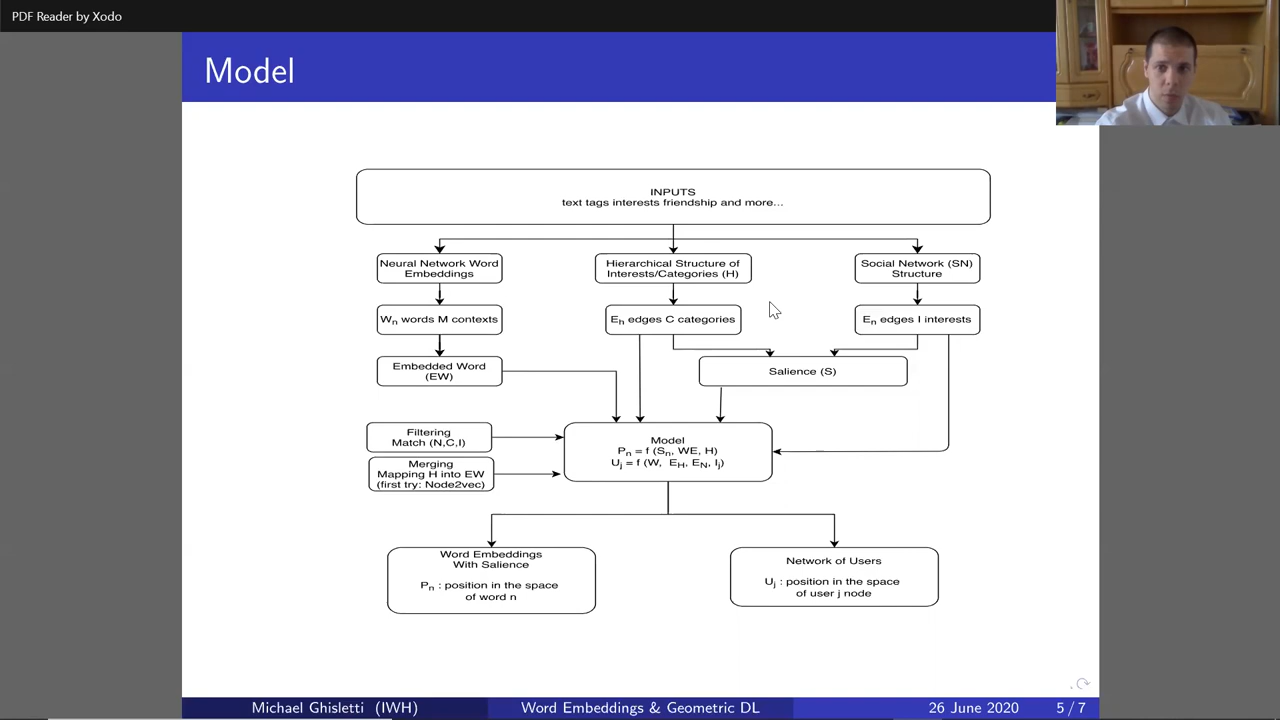 PDF Reader by Xodo
Model
INPUTS
text tags interests friendship and more...
Neural Network Word
Embeddings
Hierarchical Structure of
Interests/Categories (H)
Social Network (SN)
Structure
Wn words M contexts
Eh edges C categories
En edges I interests
Embedded Word
(EW)
Salience (S)
Filtering
Match (N,C,I)
Merging
Mapping H into EW
(first try: Node2vec)
Model
Pn = f (Sn, WE, H)
Uj = f (W, EH, EN, Ij)
Word Embeddings
With Salience
Pn : position in the space
of word n
Network of Users
Uj : position in the space
of user j node
Michael Ghisletti (IWH)
Word Embeddings & Geometric DL
26 June 2020
5 / 7